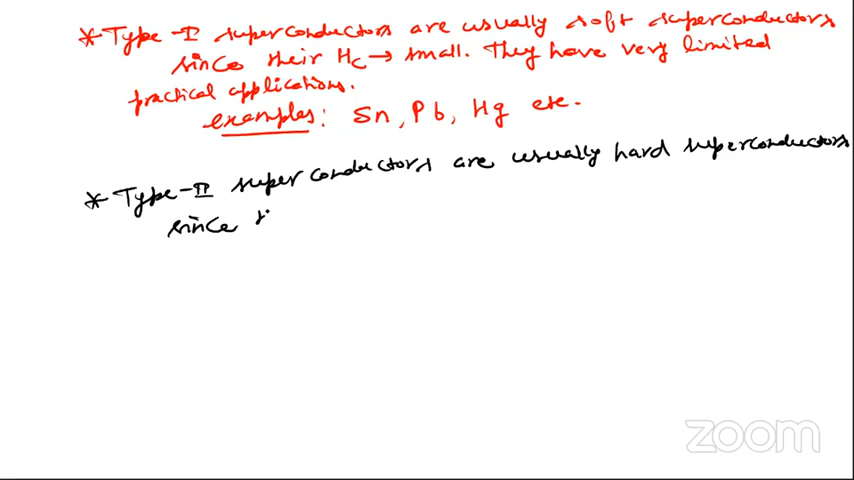 *Type-I superconductors are usually soft superconductors
since their Hc → small. They have very limited
practical applications.
examples: Sn, Pb, Hg etc.
*Type-II superconductors are usually hard superconductors
since
zoom